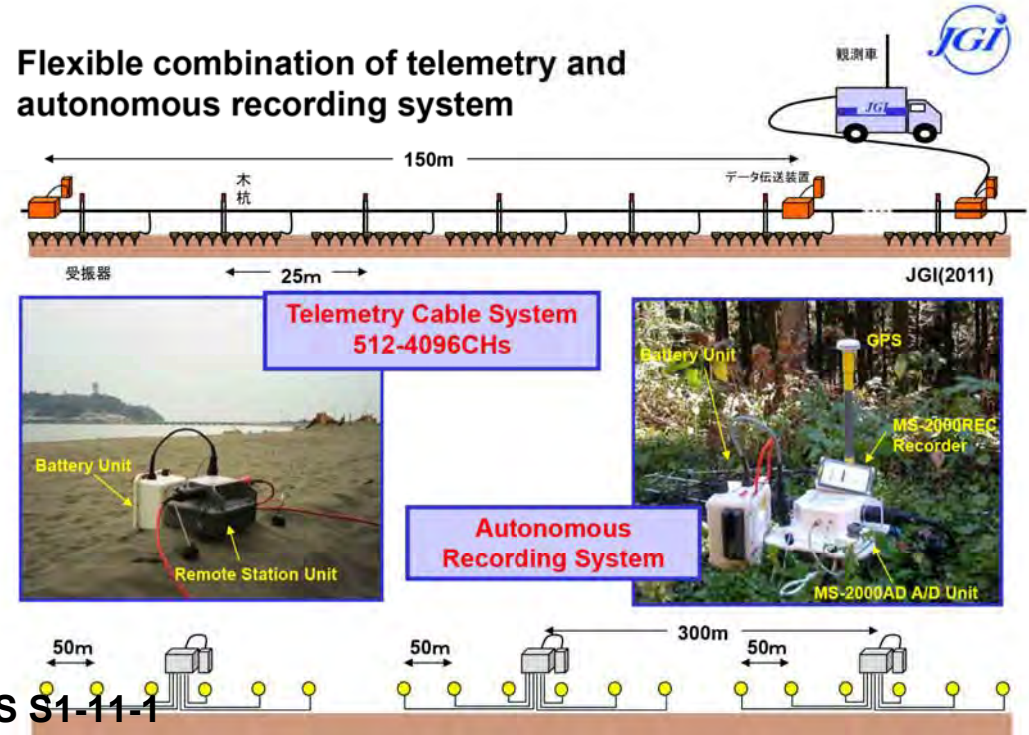 Flexible combination of telemetry and
autonomous recording system
観測車
JGI
JGI
150m
木
杭
データ伝送装置
受振器
25m
JGI(2011)
Telemetry Cable System
512-4096CHs
Battery Unit
Remote Station Unit
Battery Unit
GPS
MS-2000REC
Recorder
Autonomous
Recording System
MS-2000AD A/D Unit
50m
50m
300m
50m
S S1-11-1